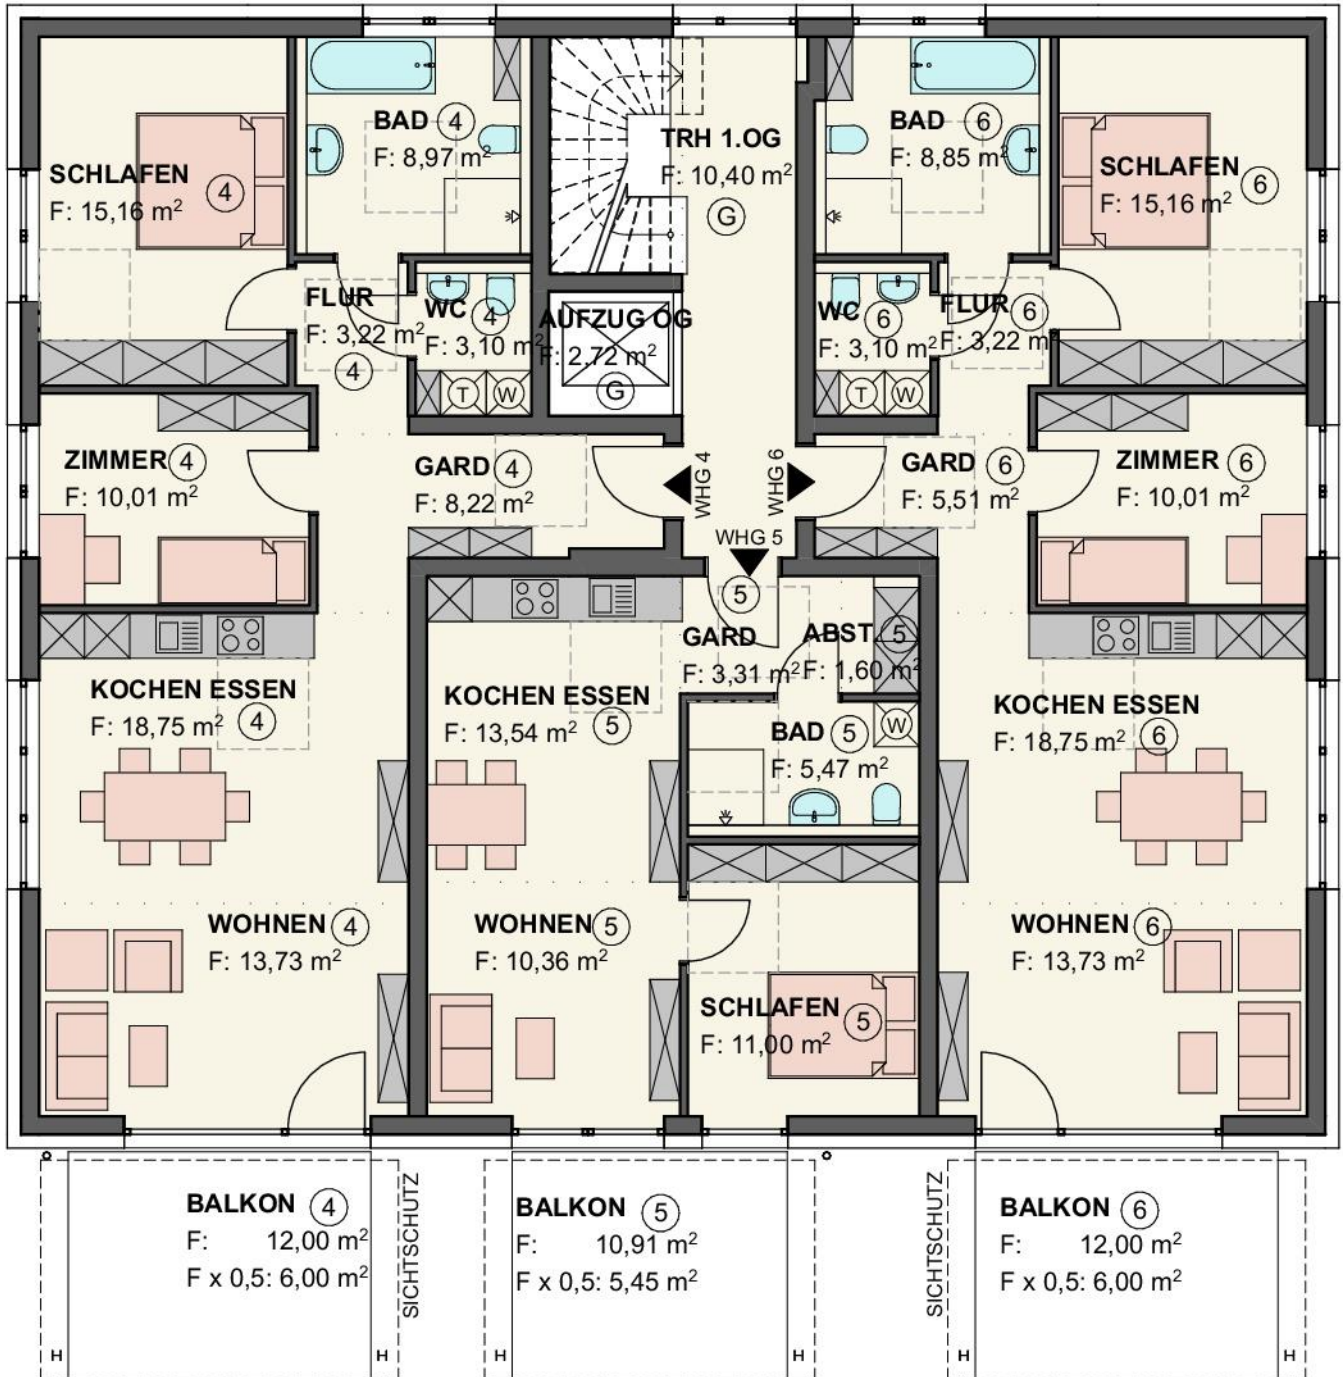 BAD 4
F: 8,97 m²
TRH 1.OG
F: 10,40 m²
G
BAD 6
F: 8,85 m²
SCHLAFEN
F: 15,16 m²
4
SCHLAFEN
F: 15,16 m²
6
FLUR
F: 3,22 m²
4
WC 4
F: 3,10 m²
T W
AUFZUG OG
F: 2,72 m²
G
WC 6
F: 3,10 m²
T W
FLUR 6
F: 3,22 m²
ZIMMER 4
F: 10,01 m²
GARD 4
F: 8,22 m²
WHG 4
WHG 6
WHG 5
GARD 6
F: 5,51 m²
ZIMMER 6
F: 10,01 m²
5
GARD
F: 3,31 m²
ABST 5
F: 1,60 m²
KOCHEN ESSEN
F: 18,75 m² 4
KOCHEN ESSEN
F: 13,54 m² 5
BAD 5
F: 5,47 m²
W
KOCHEN ESSEN
F: 18,75 m² 6
WOHNEN 4
F: 13,73 m²
WOHNEN 5
F: 10,36 m²
WOHNEN 6
F: 13,73 m²
SCHLAFEN 5
F: 11,00 m²
BALKON 4
F: 12,00 m²
F x 0,5: 6,00 m²
SICHTSCHUTZ
BALKON 5
F: 10,91 m²
F x 0,5: 5,45 m²
SICHTSCHUTZ
BALKON 6
F: 12,00 m²
F x 0,5: 6,00 m²
H H H H H H